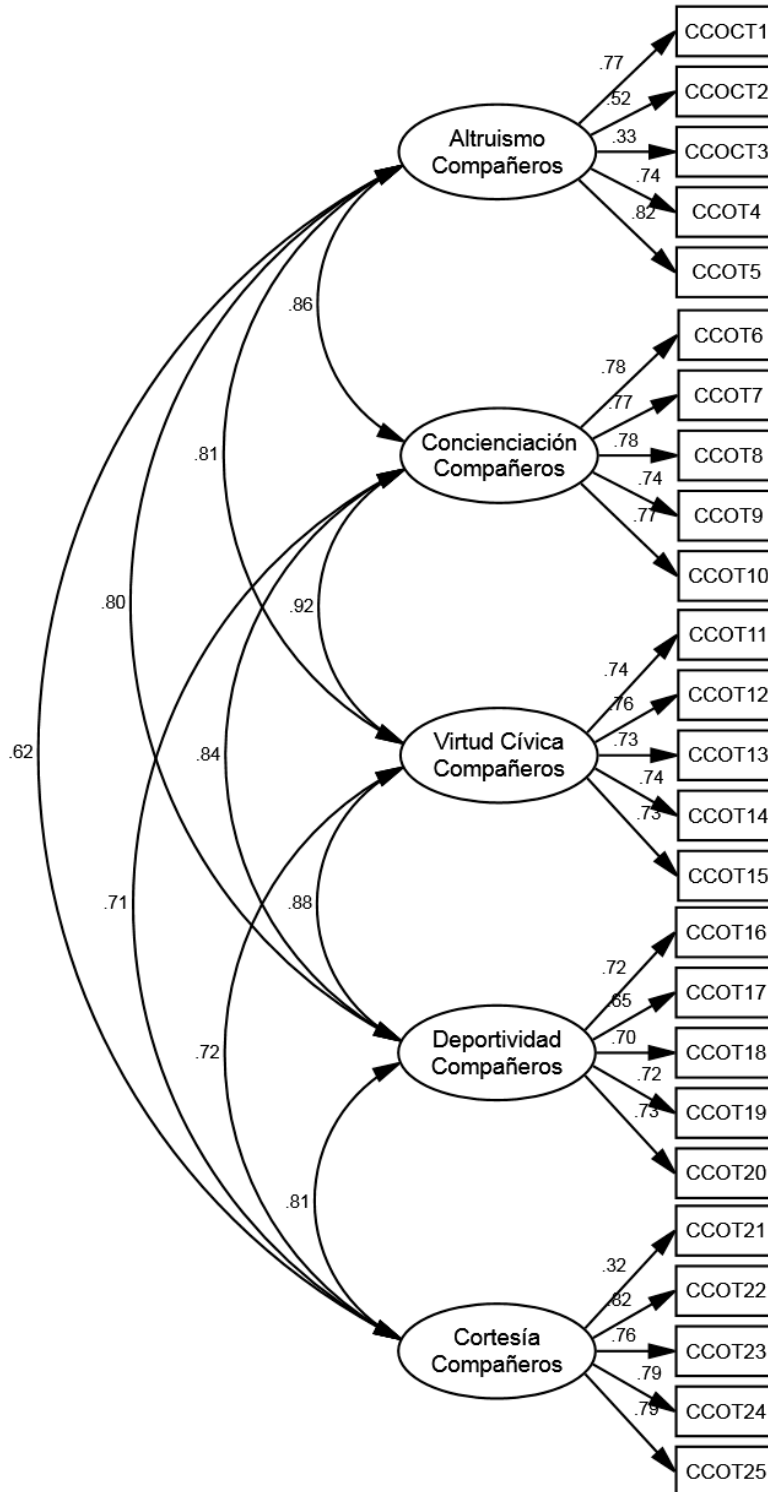 CCOCT1
.77
CCOCT2
.52
Altruismo
Compañeros
.33
CCOCT3
.74
CCOT4
.82
CCOT5
.86
CCOT6
.78
CCOT7
.77
Concienciación
Compañeros
.78
CCOT8
.81
.74
CCOT9
.77
CCOT10
.80
.92
CCOT11
.74
CCOT12
.76
Virtud Cívica
Compañeros
.73
CCOT13
.62
.84
.74
CCOT14
.73
CCOT15
.71
.88
CCOT16
.72
CCOT17
.65
Deportividad
Compañeros
.70
CCOT18
.72
.72
CCOT19
.73
CCOT20
.81
CCOT21
.32
CCOT22
.82
Cortesía
Compañeros
.76
CCOT23
.79
CCOT24
.79
CCOT25